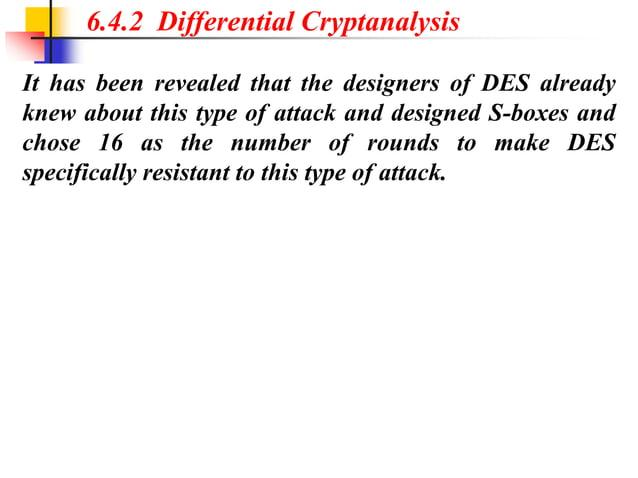 6.4.2 Differential Cryptanalysis
It has been revealed that the designers of DES already
knew about this type of attack and designed S-boxes and
chose 16 as the number of rounds to make DES
specifically resistant to this type of attack.